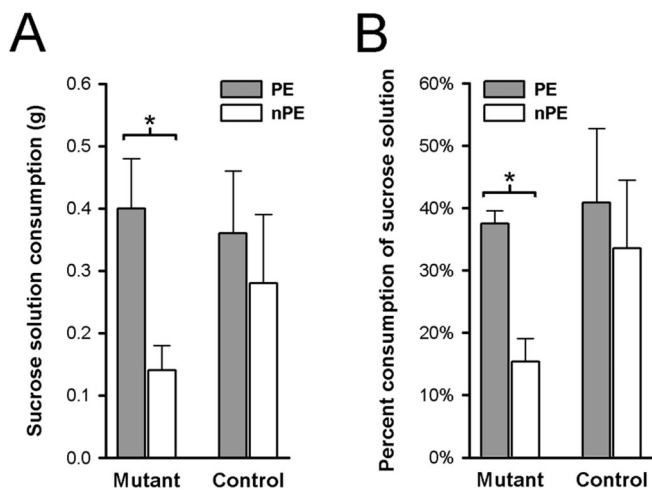 A
Sucrose solution consumption (g)
0.6
0.5
0.4
0.3
0.2
0.1
0.0
PE
nPE
*
Mutant
Control
B
Percent consumption of sucrose solution
60%
50%
40%
30%
20%
10%
0%
PE
nPE
*
Mutant
Control